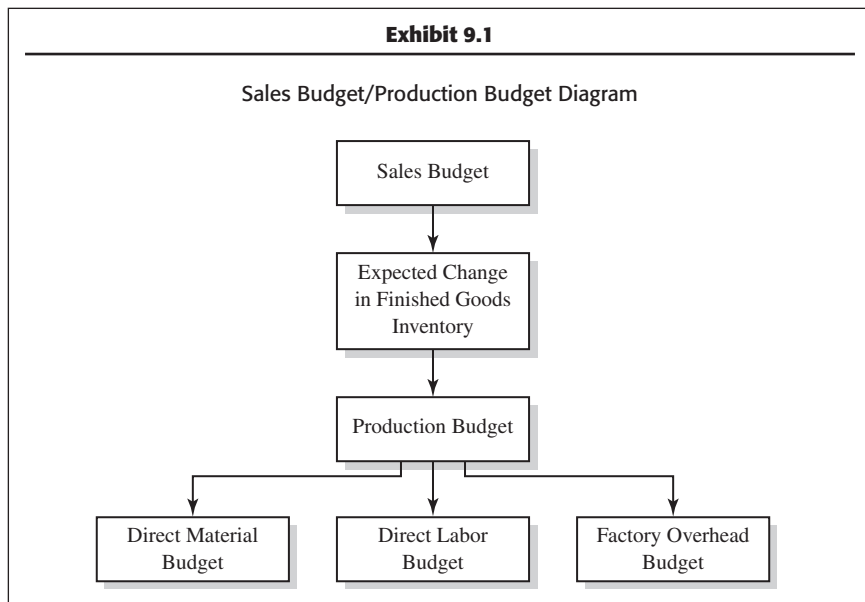 Exhibit 9.1
Sales Budget/Production Budget Diagram
Sales Budget
Expected Change
in Finished Goods
Inventory
Production Budget
Direct Material
Budget
Direct Labor
Budget
Factory Overhead
Budget